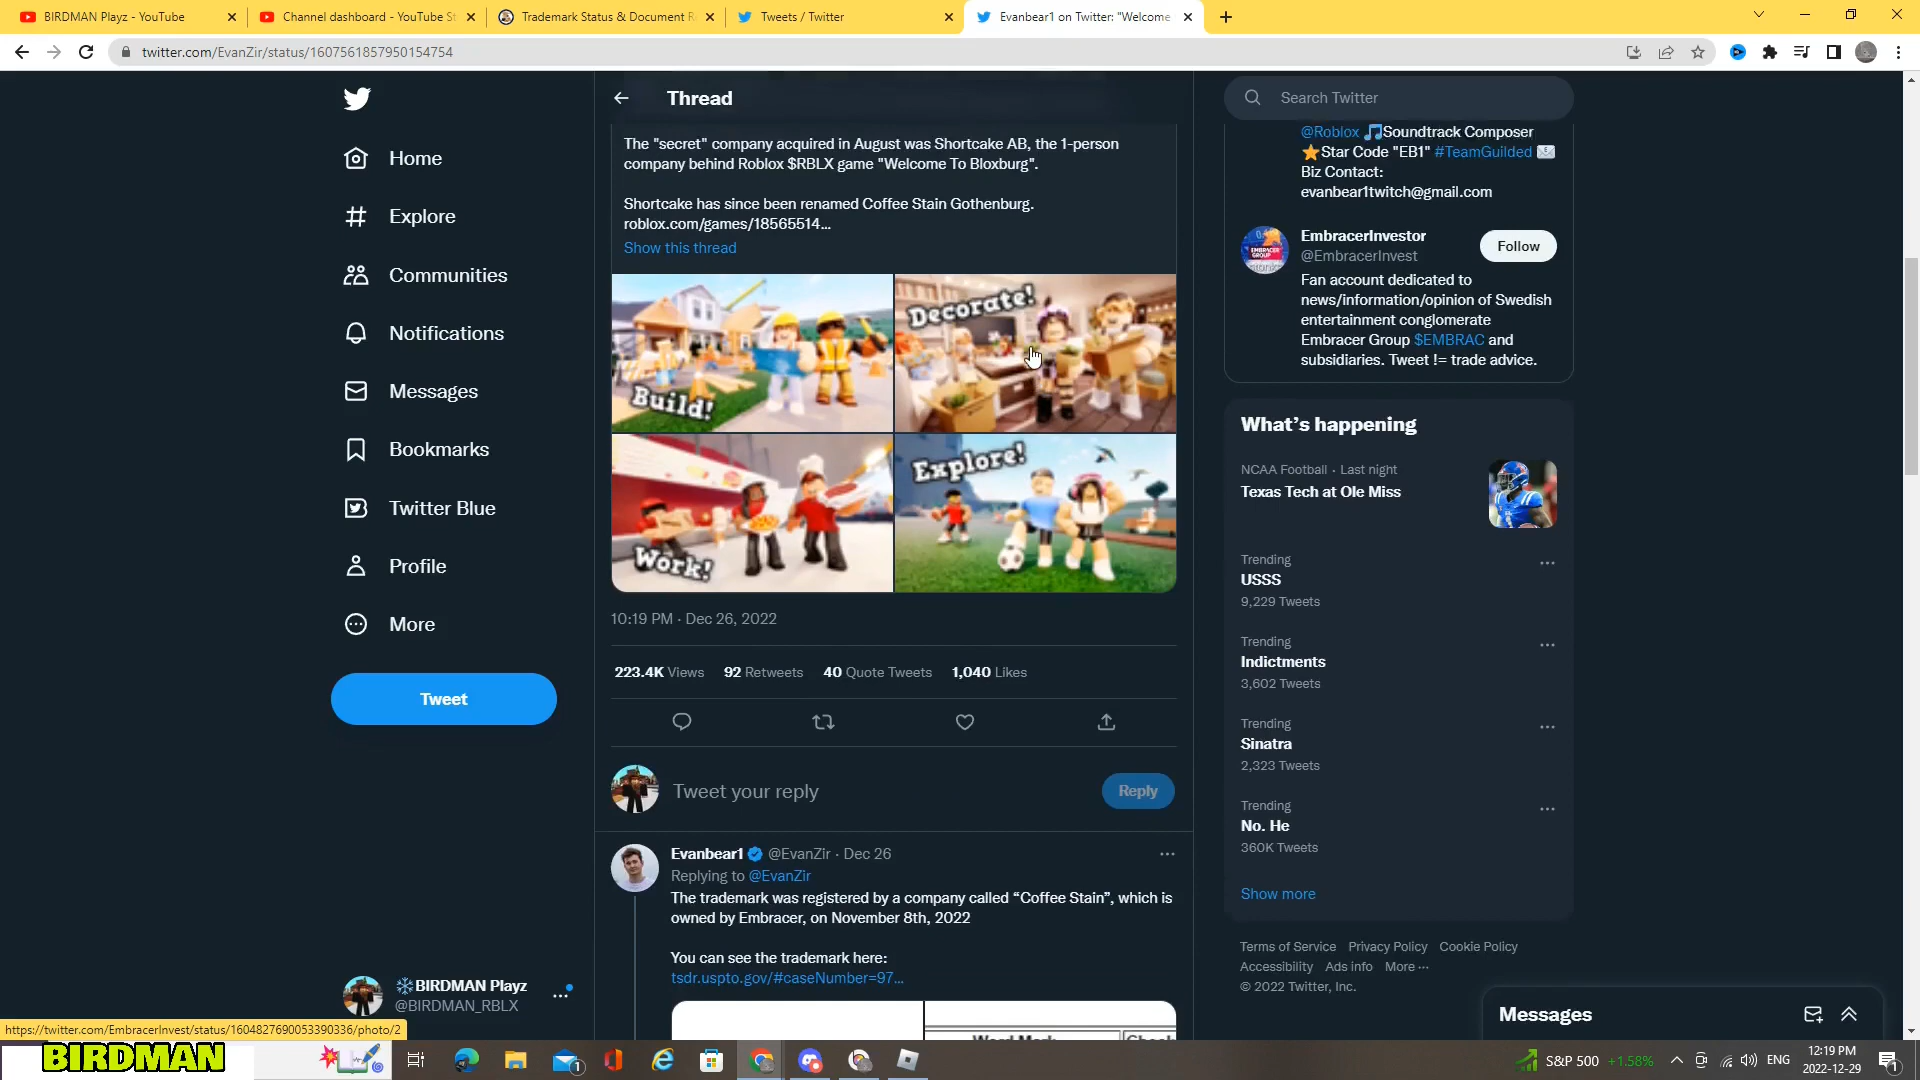 BIRDMAN Playz - YouTube
Channel dashboard - YouTube St
Trademark Status & Document R
Tweets / Twitter
Evanbear1 on Twitter: "Welcome
twitter.com/EvanZir/status/1607561857950154754
Home
Explore
Communities
Notifications
Messages
Bookmarks
Twitter Blue
Profile
More
Tweet
BIRDMAN Playz
@BIRDMAN_RBLX
Thread
The "secret" company acquired in August was Shortcake AB, the 1-person
company behind Roblox $RBLX game "Welcome To Bloxburg".
Shortcake has since been renamed Coffee Stain Gothenburg.
roblox.com/games/18565514...
Show this thread
Build!
Decorate!
Work!
Explore!
10:19 PM · Dec 26, 2022
223.4K Views 92 Retweets 40 Quote Tweets 1,040 Likes
Tweet your reply
Reply
Evanbear1 @EvanZir · Dec 26
Replying to @EvanZir
The trademark was registered by a company called “Coffee Stain”, which is
owned by Embracer, on November 8th, 2022
You can see the trademark here:
tsdr.uspto.gov/#caseNumber=97...
Word Mark
Search Twitter
@Roblox 🎵Soundtrack Composer
⭐Star Code "EB1" #TeamGuilded 📧
Biz Contact:
evanbear1twitch@gmail.com
EmbracerInvestor
@EmbracerInvest
Follow
Fan account dedicated to
news/information/opinion of Swedish
entertainment conglomerate
Embracer Group $EMBRAC and
subsidiaries. Tweet != trade advice.
What’s happening
NCAA Football · Last night
Texas Tech at Ole Miss
Trending
USSS
9,229 Tweets
Trending
Indictments
3,602 Tweets
Trending
Sinatra
2,323 Tweets
Trending
No. He
360K Tweets
Show more
Terms of Service Privacy Policy Cookie Policy
Accessibility Ads info More ···
© 2022 Twitter, Inc.
Messages
https://twitter.com/EmbracerInvest/status/1604827690053390336/photo/2
BIRDMAN
1
S&P 500 +1.58%
ENG
12:19 PM
2022-12-29
1